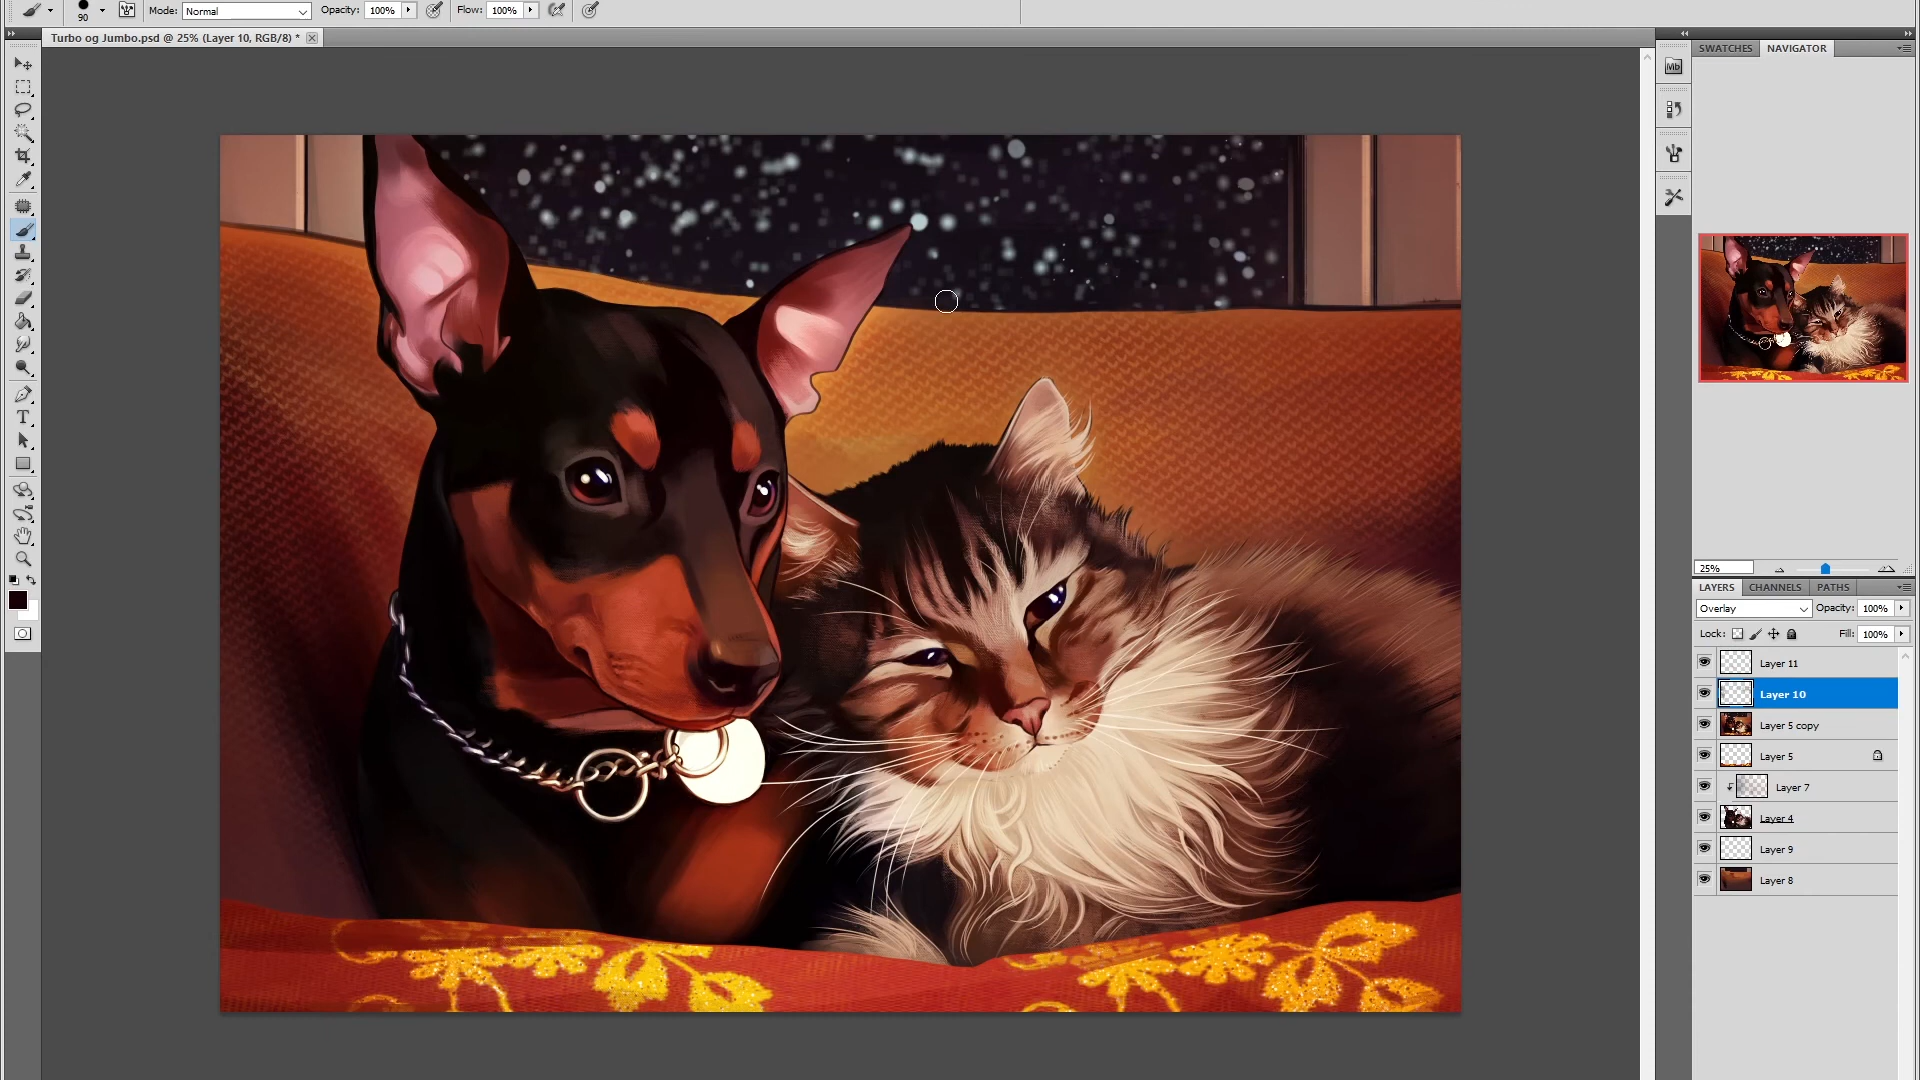 90
Mode: Normal
Opacity: 100%
Flow: 100%
Turbo og Jumbo.psd @ 25% (Layer 10, RGB/8) *
SWATCHES
NAVIGATOR
Mb
T
25%
LAYERS
CHANNELS
PATHS
Overlay
Opacity: 100%
Lock:
Fill: 100%
Layer 11
Layer 10
Layer 5 copy
Layer 5
Layer 7
Layer 4
Layer 9
Layer 8